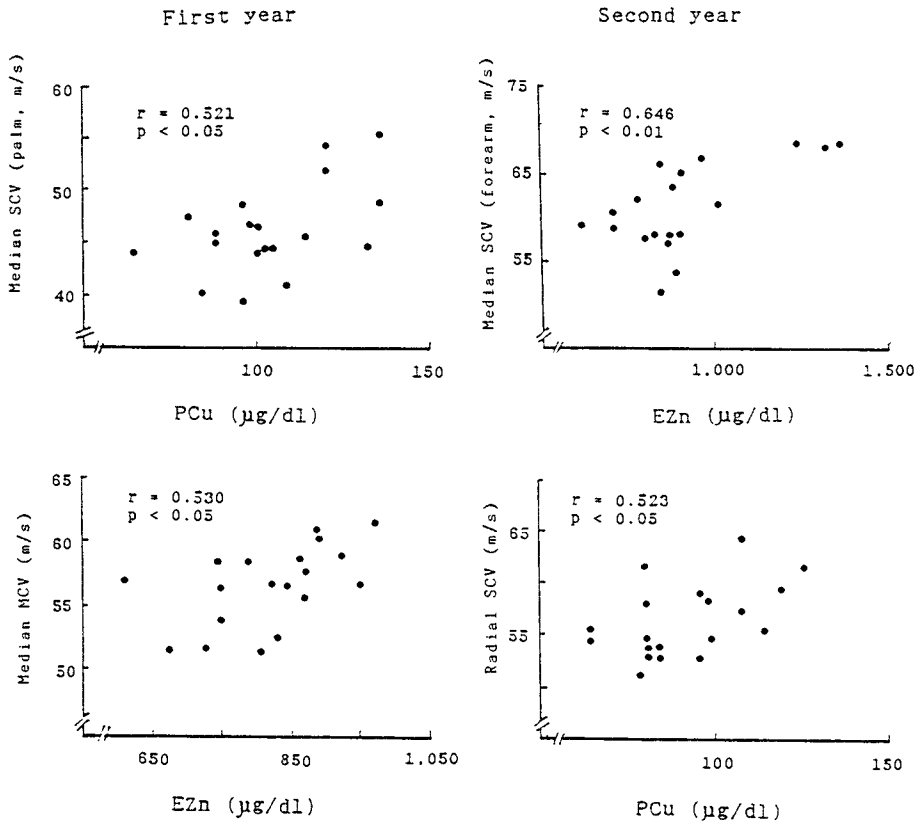 First year
Second year
Median SCV (palm, m/s)
60
50
40
r = 0.521
p < 0.05
100
150
PCu (µg/dl)
Median SCV (forearm, m/s)
75
65
55
r = 0.646
p < 0.01
1.000
1.500
EZn (µg/dl)
Median MCV (m/s)
65
60
55
50
r = 0.530
p < 0.05
650
850
1.050
EZn (µg/dl)
Radial SCV (m/s)
65
55
r = 0.523
p < 0.05
100
150
PCu (µg/dl)